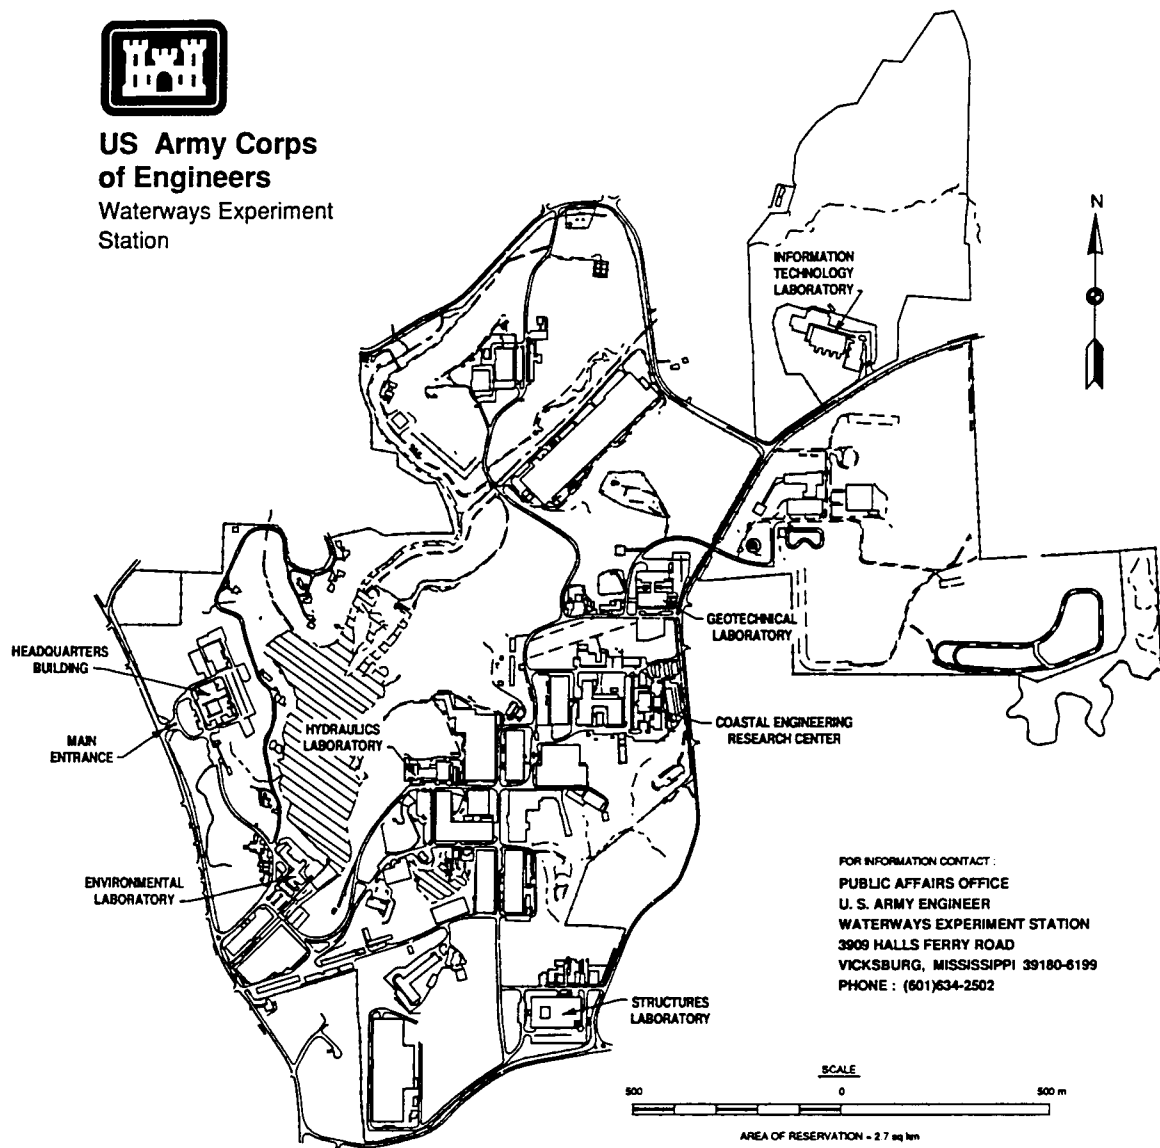 US Army Corps
of Engineers
Waterways Experiment
Station
N
INFORMATION
TECHNOLOGY
LABORATORY
GEOTECHNICAL
LABORATORY
HEADQUARTERS
BUILDING
MAIN
ENTRANCE
HYDRAULICS
LABORATORY
COASTAL ENGINEERING
RESEARCH CENTER
ENVIRONMENTAL
LABORATORY
STRUCTURES
LABORATORY
FOR INFORMATION CONTACT :
PUBLIC AFFAIRS OFFICE
U. S. ARMY ENGINEER
WATERWAYS EXPERIMENT STATION
3909 HALLS FERRY ROAD
VICKSBURG, MISSISSIPPI 39180-6199
PHONE : (601)634-2502
SCALE
500 0 500 m
AREA OF RESERVATION = 2.7 sq km